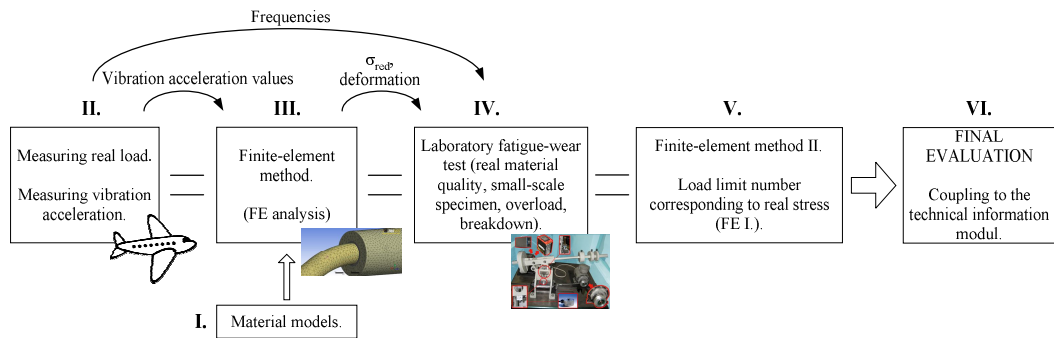 Frequencies
Vibration acceleration values
σred,
deformation
II.
III.
IV.
V.
VI.
Measuring real load.
Measuring vibration
acceleration.
Finite-element
method.
(FE analysis)
Laboratory fatigue-wear
test (real material
quality, small-scale
specimen, overload,
breakdown).
Finite-element method II.
Load limit number
corresponding to real stress
(FE I.).
FINAL
EVALUATION
Coupling to the
technical information
modul.
I.
Material models.